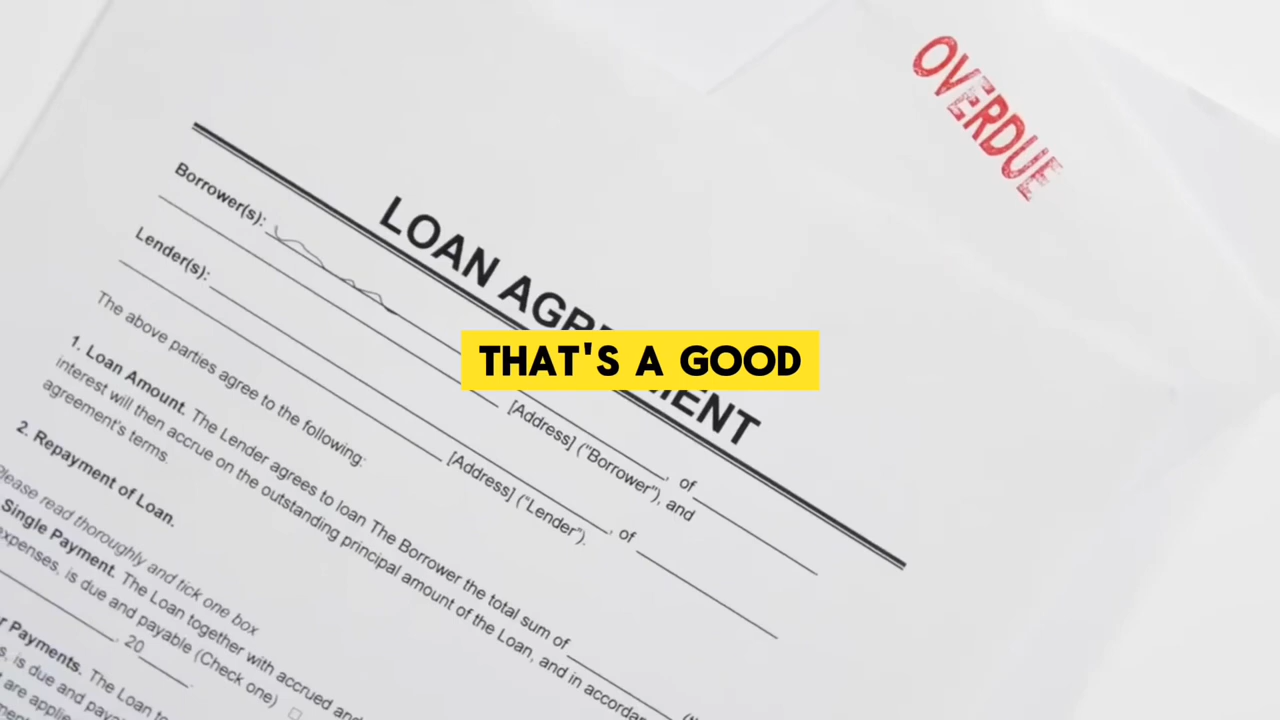 OVERDUE
LOAN AGREEMENT
Borrower(s):
[Address] ("Borrower"), and
, of
Lender(s):
[Address] ("Lender").
, of
The above parties agree to the following:
1. Loan Amount. The Lender agrees to loan The Borrower the total sum of
interest will then accrue on the outstanding principal amount of the Loan, and in
agreement's terms.
2. Repayment of Loan.
Please read thoroughly and tick one box
Single Payment. The Loan together with accrued and
expenses, is due and payable (Check one) □
, 20
Payments. The Loan
is due and
THAT'S A GOOD